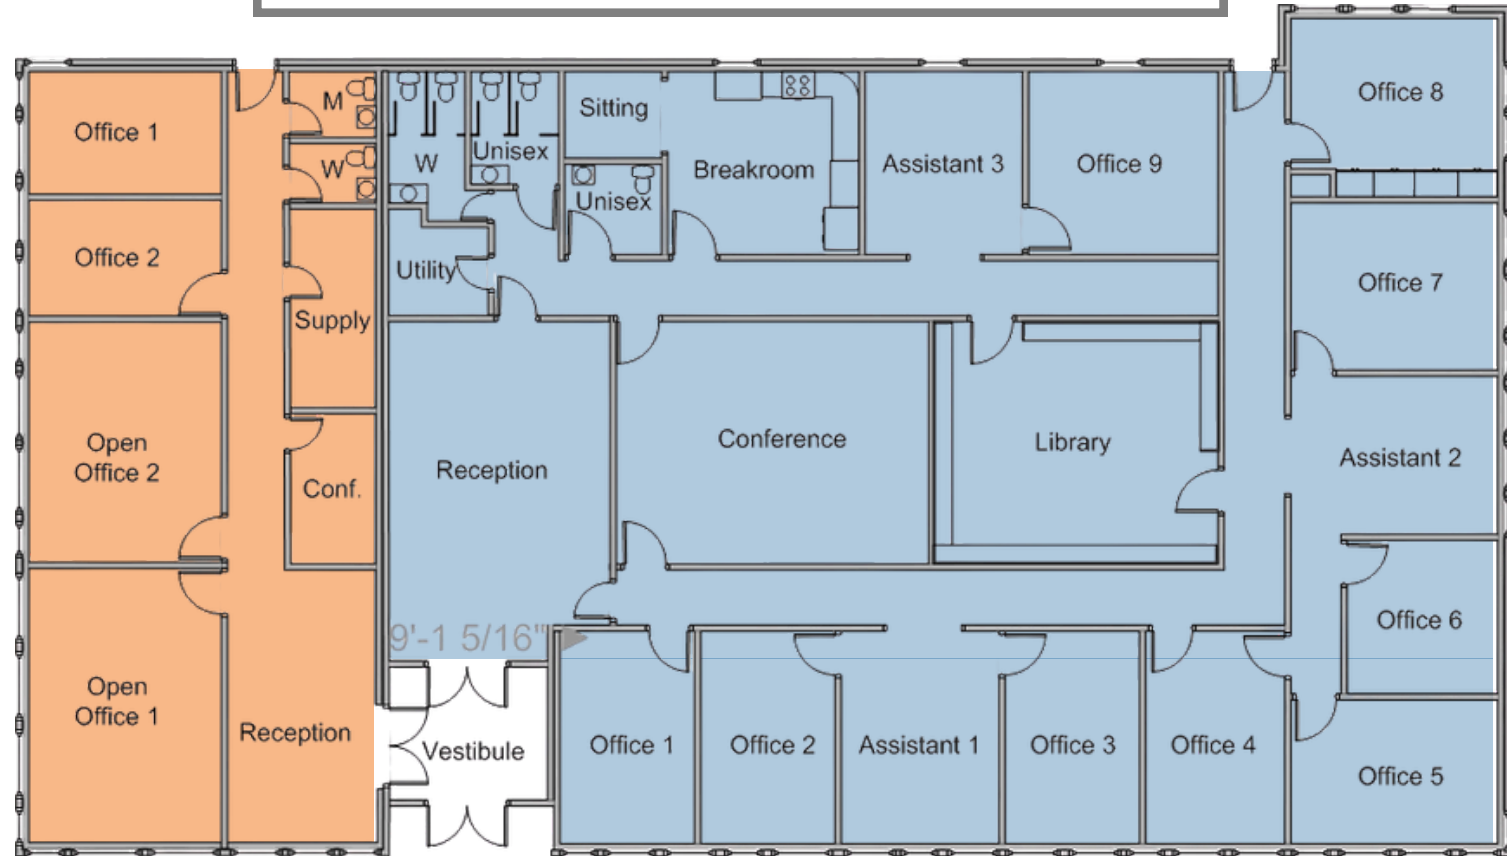 Office 8
M
Sitting
Office 1
Unisex
W
W
Breakroom
Assistant 3
Office 9
Unisex
Office 2
Utility
Office 7
Supply
Open
Office 2
Conference
Library
Reception
Assistant 2
Conf.
Office 6
9'-1 5/16"
Open
Office 1
Reception
Vestibule
Office 1
Office 2
Assistant 1
Office 3
Office 4
Office 5